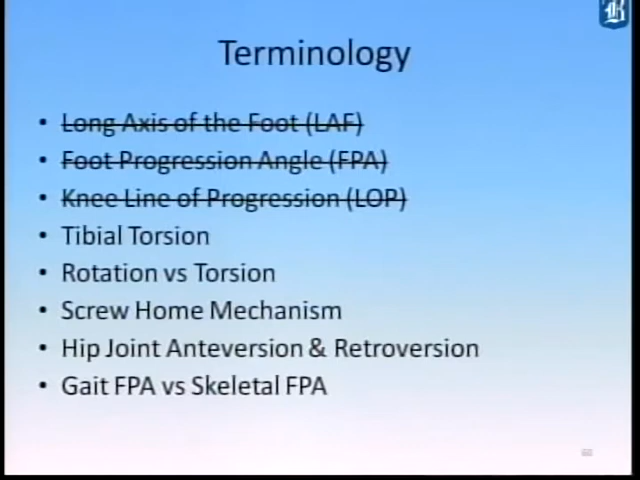 Terminology
• Long Axis of the Foot (LAF)
• Foot Progression Angle (FPA)
• Knee Line of Progression (LOP)
• Tibial Torsion
• Rotation vs Torsion
• Screw Home Mechanism
• Hip Joint Anteversion & Retroversion
• Gait FPA vs Skeletal FPA